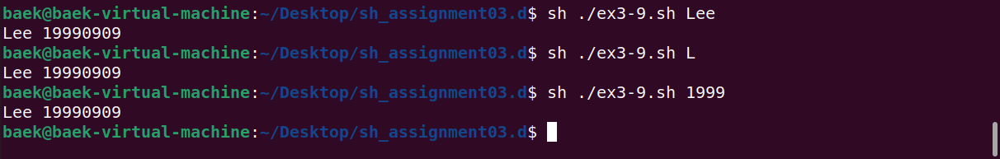 baek@baek-virtual-machine:~/Desktop/sh_assignment03.d$ sh ./ex3-9.sh Lee
Lee 19990909
baek@baek-virtual-machine:~/Desktop/sh_assignment03.d$ sh ./ex3-9.sh L
Lee 19990909
baek@baek-virtual-machine:~/Desktop/sh_assignment03.d$ sh ./ex3-9.sh 1999
Lee 19990909
baek@baek-virtual-machine:~/Desktop/sh_assignment03.d$